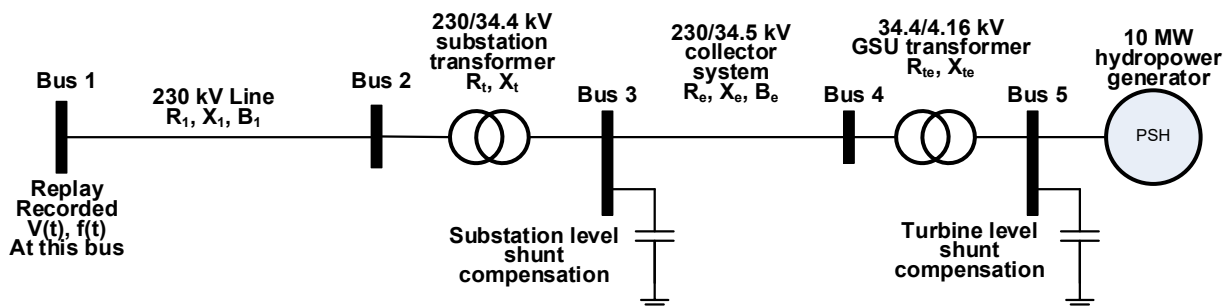 230/34.4 kV
substation
transformer
Rt, Xt
230/34.5 kV
collector
system
Re, Xe, Be
34.4/4.16 kV
GSU transformer
Rte, Xte
10 MW
hydropower
generator
Bus 1
230 kV Line
R1, X1, B1
Bus 2
Bus 3
Bus 4
Bus 5
PSH
Replay
Recorded
V(t), f(t)
At this bus
Substation level
shunt
compensation
Turbine level
shunt
compensation